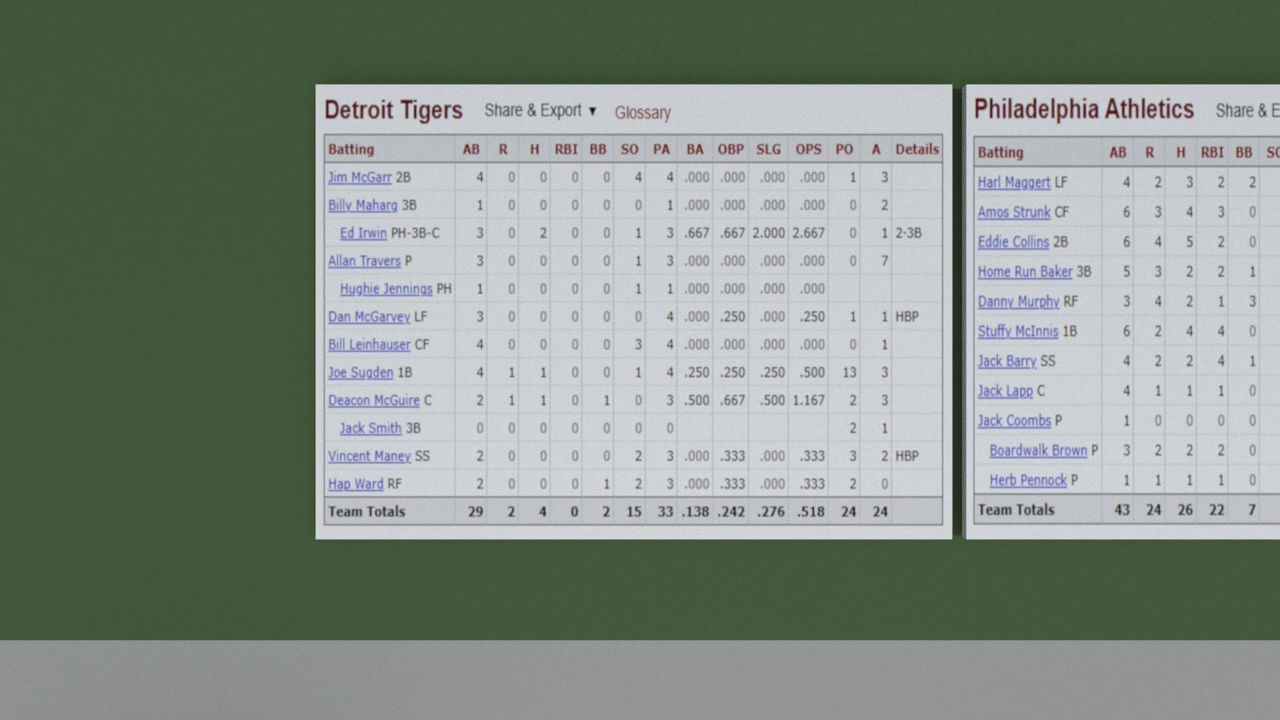 Detroit Tigers Share & Export ▼ Glossary
Batting AB R H RBI BB SO PA BA OBP SLG OPS PO A Details
Jim McGarr 2B 4 0 0 0 0 4 4 .000 .000 .000 .000 1 3
Billy Maharg 3B 1 0 0 0 0 0 1 .000 .000 .000 .000 0 2
Ed Irwin PH-3B-C 3 0 2 0 0 1 3 .667 .667 2.000 2.667 0 1 2·3B
Allan Travers P 3 0 0 0 0 1 3 .000 .000 .000 .000 0 7
Hughie Jennings PH 1 0 0 0 0 1 1 .000 .000 .000 .000
Dan McGarvey LF 3 0 0 0 0 0 4 .000 .250 .000 .250 1 1 HBP
Bill Leinhauser CF 4 0 0 0 0 3 4 .000 .000 .000 .000 0 1
Joe Sugden 1B 4 1 1 0 0 1 4 .250 .250 .250 .500 13 3
Deacon McGuire C 2 1 1 0 1 0 3 .500 .667 .500 1.167 2 3
Jack Smith 3B 0 0 0 0 0 0 0 2 1
Vincent Maney SS 2 0 0 0 0 2 3 .000 .333 .000 .333 3 2 HBP
Hap Ward RF 2 0 0 0 1 2 3 .000 .333 .000 .333 2 0
Team Totals 29 2 4 0 2 15 33 .138 .242 .276 .518 24 24
Philadelphia Athletics Share & E
Batting AB R H RBI BB SO
Harl Maggert LF 4 2 3 2 2
Amos Strunk CF 6 3 4 3 0
Eddie Collins 2B 6 4 5 2 0
Home Run Baker 3B 5 3 2 2 1
Danny Murphy RF 3 4 2 1 3
Stuffy McInnis 1B 6 2 4 4 0
Jack Barry SS 4 2 2 4 1
Jack Lapp C 4 1 1 1 0
Jack Coombs P 1 0 0 0 0
Boardwalk Brown P 3 2 2 2 0
Herb Pennock P 1 1 1 1 0
Team Totals 43 24 26 22 7